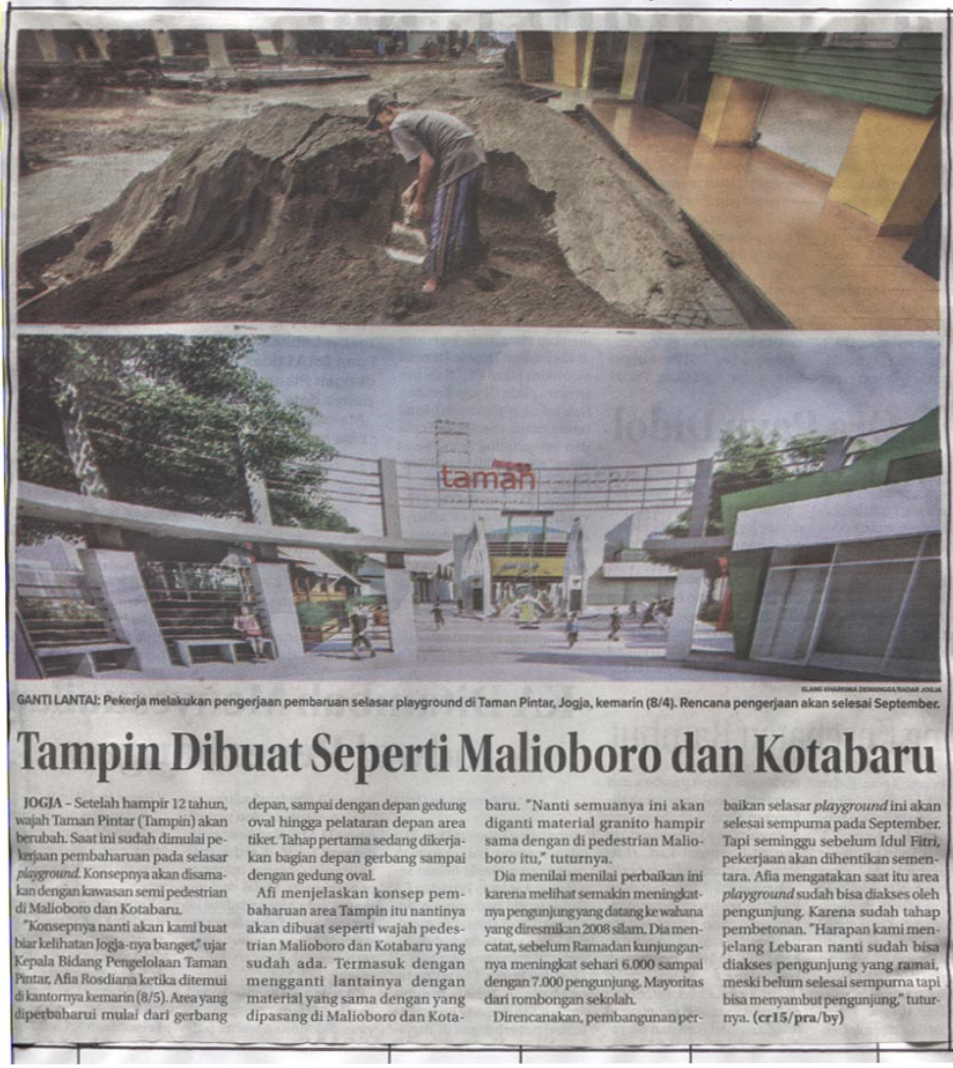 taman
ELANG KHARISMA DEWANGGA/RADAR JOGJA
GANTI LANTAI: Pekerja melakukan pengerjaan pembaruan selasar playground di Taman Pintar, Jogja, kemarin (8/4). Rencana pengerjaan akan selesai September.
Tampin Dibuat Seperti Malioboro dan Kotabaru
JOGJA – Setelah hampir 12 tahun,
wajah Taman Pintar (Tampin) akan
berubah. Saat ini sudah dimulai pe-
kerjaan pembaharuan pada selasar
playground. Konsepnya akan disama-
kan dengan kawasan semi pedestrian
di Malioboro dan Kotabaru.
"Konsepnya nanti akan kami buat
biar kelihatan Jogja-nya banget," ujar
Kepala Bidang Pengelolaan Taman
Pintar, Afia Rosdiana ketika ditemui
di kantornya kemarin (8/5). Area yang
diperbaharui mulai dari gerbang
depan, sampai dengan depan gedung
oval hingga pelataran depan area
tiket. Tahap pertama sedang dikerja-
kan bagian depan gerbang sampai
dengan gedung oval.
Afi menjelaskan konsep pem-
baharuan area Tampin itu nantinya
akan dibuat seperti wajah pedes-
trian Malioboro dan Kotabaru yang
sudah ada. Termasuk dengan
mengganti lantainya dengan
material yang sama dengan yang
dipasang di Malioboro dan Kota-
baru. "Nanti semuanya ini akan
diganti material granito hampir
sama dengan di pedestrian Malio-
boro itu," tuturnya.
Dia menilai menilai perbaikan ini
karena melihat semakin meningkat-
nya pengunjung yang datang ke wahana
yang diresmikan 2008 silam. Dia men-
catat, sebelum Ramadan kunjungan-
nya meningkat sehari 6.000 sampai
dengan 7.000 pengunjung. Mayoritas
dari rombongan sekolah.
Direncanakan, pembangunan per-
baikan selasar playground ini akan
selesai sempurna pada September.
Tapi seminggu sebelum Idul Fitri,
pekerjaan akan dihentikan semen-
tara. Afia mengatakan saat itu area
playground sudah bisa diakses oleh
pengunjung. Karena sudah tahap
pembetonan. "Harapan kami men-
jelang Lebaran nanti sudah bisa
diakses pengunjung yang ramai,
meski belum selesai sempurna tapi
bisa menyambut pengunjung," tutur-
nya. (cr15/pra/by)